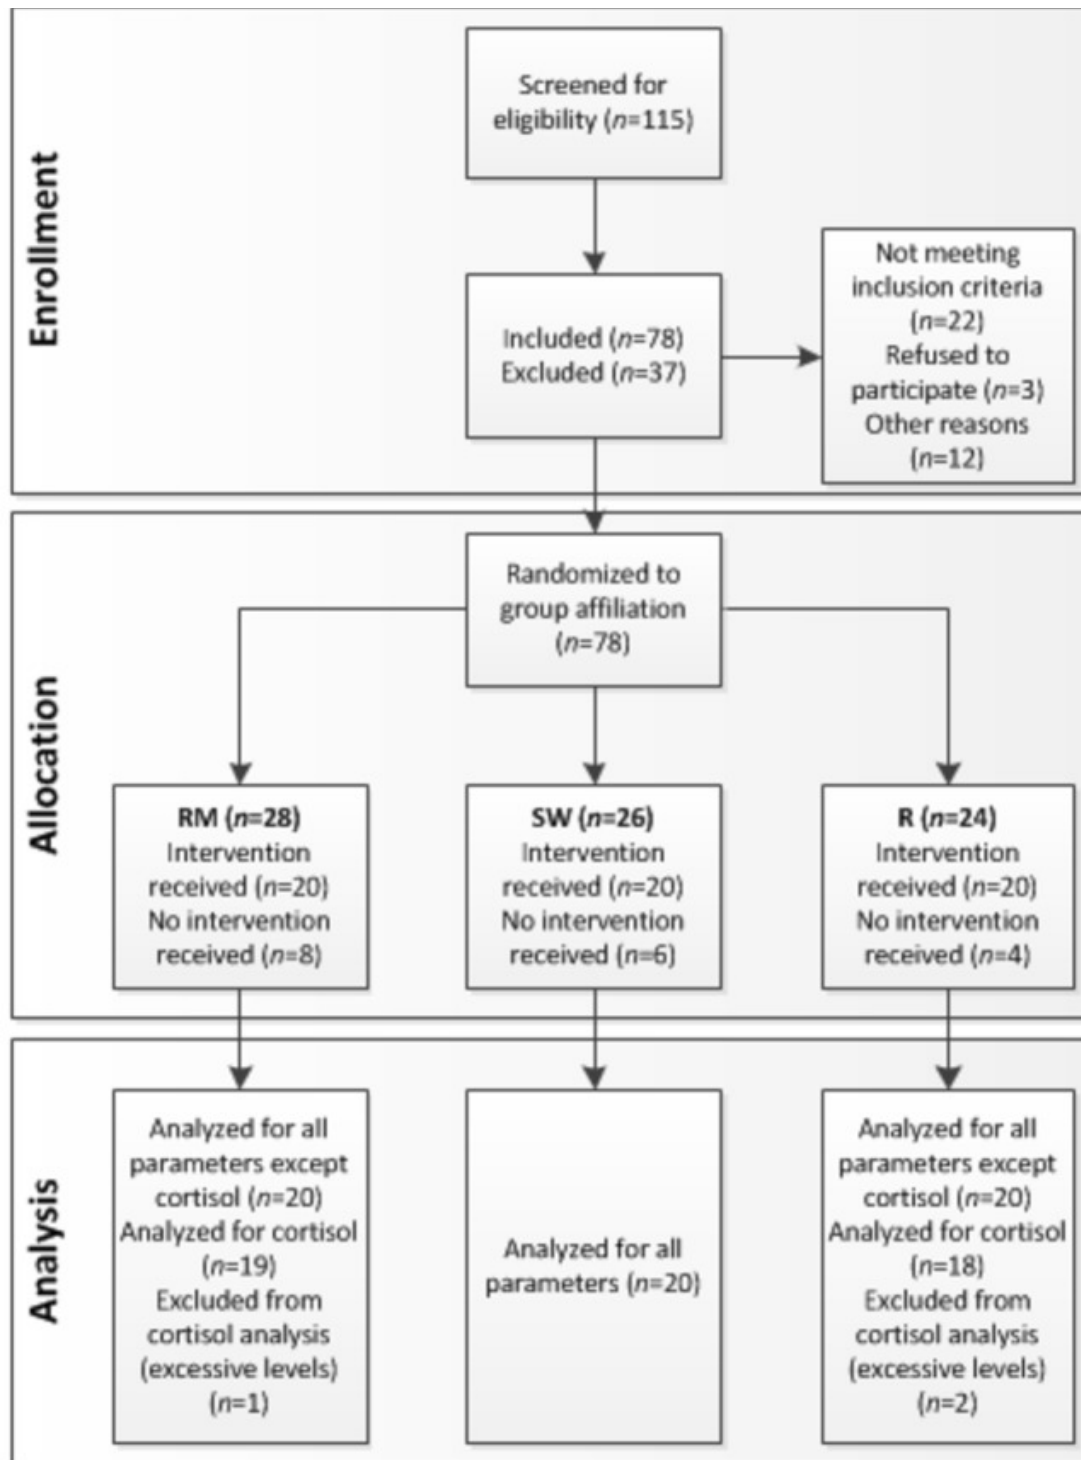 Enrollment
Screened for
eligibility (n=115)
Included (n=78)
Excluded (n=37)
Not meeting
inclusion criteria
(n=22)
Refused to
participate (n=3)
Other reasons
(n=12)
Allocation
Randomized to
group affiliation
(n=78)
RM (n=28)
Intervention
received (n=20)
No intervention
received (n=8)
SW (n=26)
Intervention
received (n=20)
No intervention
received (n=6)
R (n=24)
Intervention
received (n=20)
No intervention
received (n=4)
Analysis
Analyzed for all
parameters except
cortisol (n=20)
Analyzed for cortisol
(n=19)
Excluded from
cortisol analysis
(excessive levels)
(n=1)
Analyzed for all
parameters (n=20)
Analyzed for all
parameters except
cortisol (n=20)
Analyzed for cortisol
(n=18)
Excluded from
cortisol analysis
(excessive levels)
(n=2)